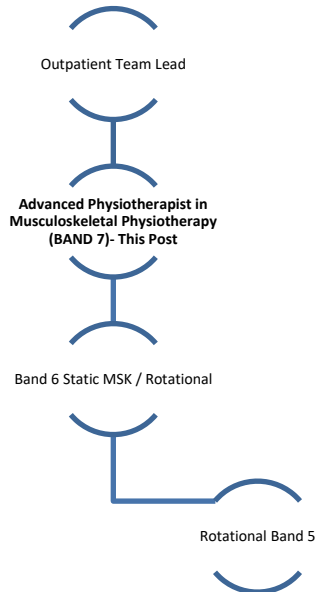 Outpatient Team Lead
Advanced Physiotherapist in
Musculoskeletal Physiotherapy
(BAND 7)- This Post
Band 6 Static MSK / Rotational
Rotational Band 5